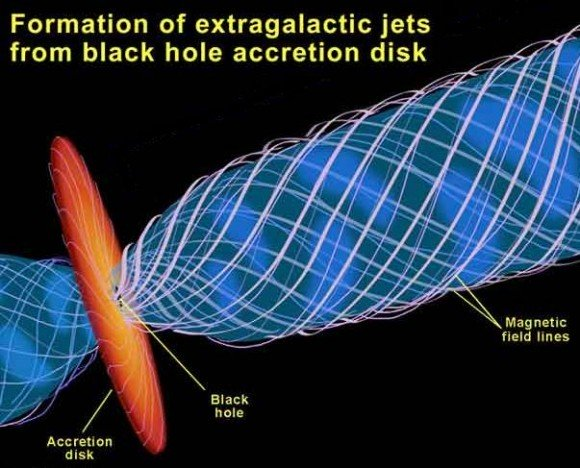 Formation of extragalactic jets
from black hole accretion disk
Magnetic
field lines
Black
hole
Accretion
disk